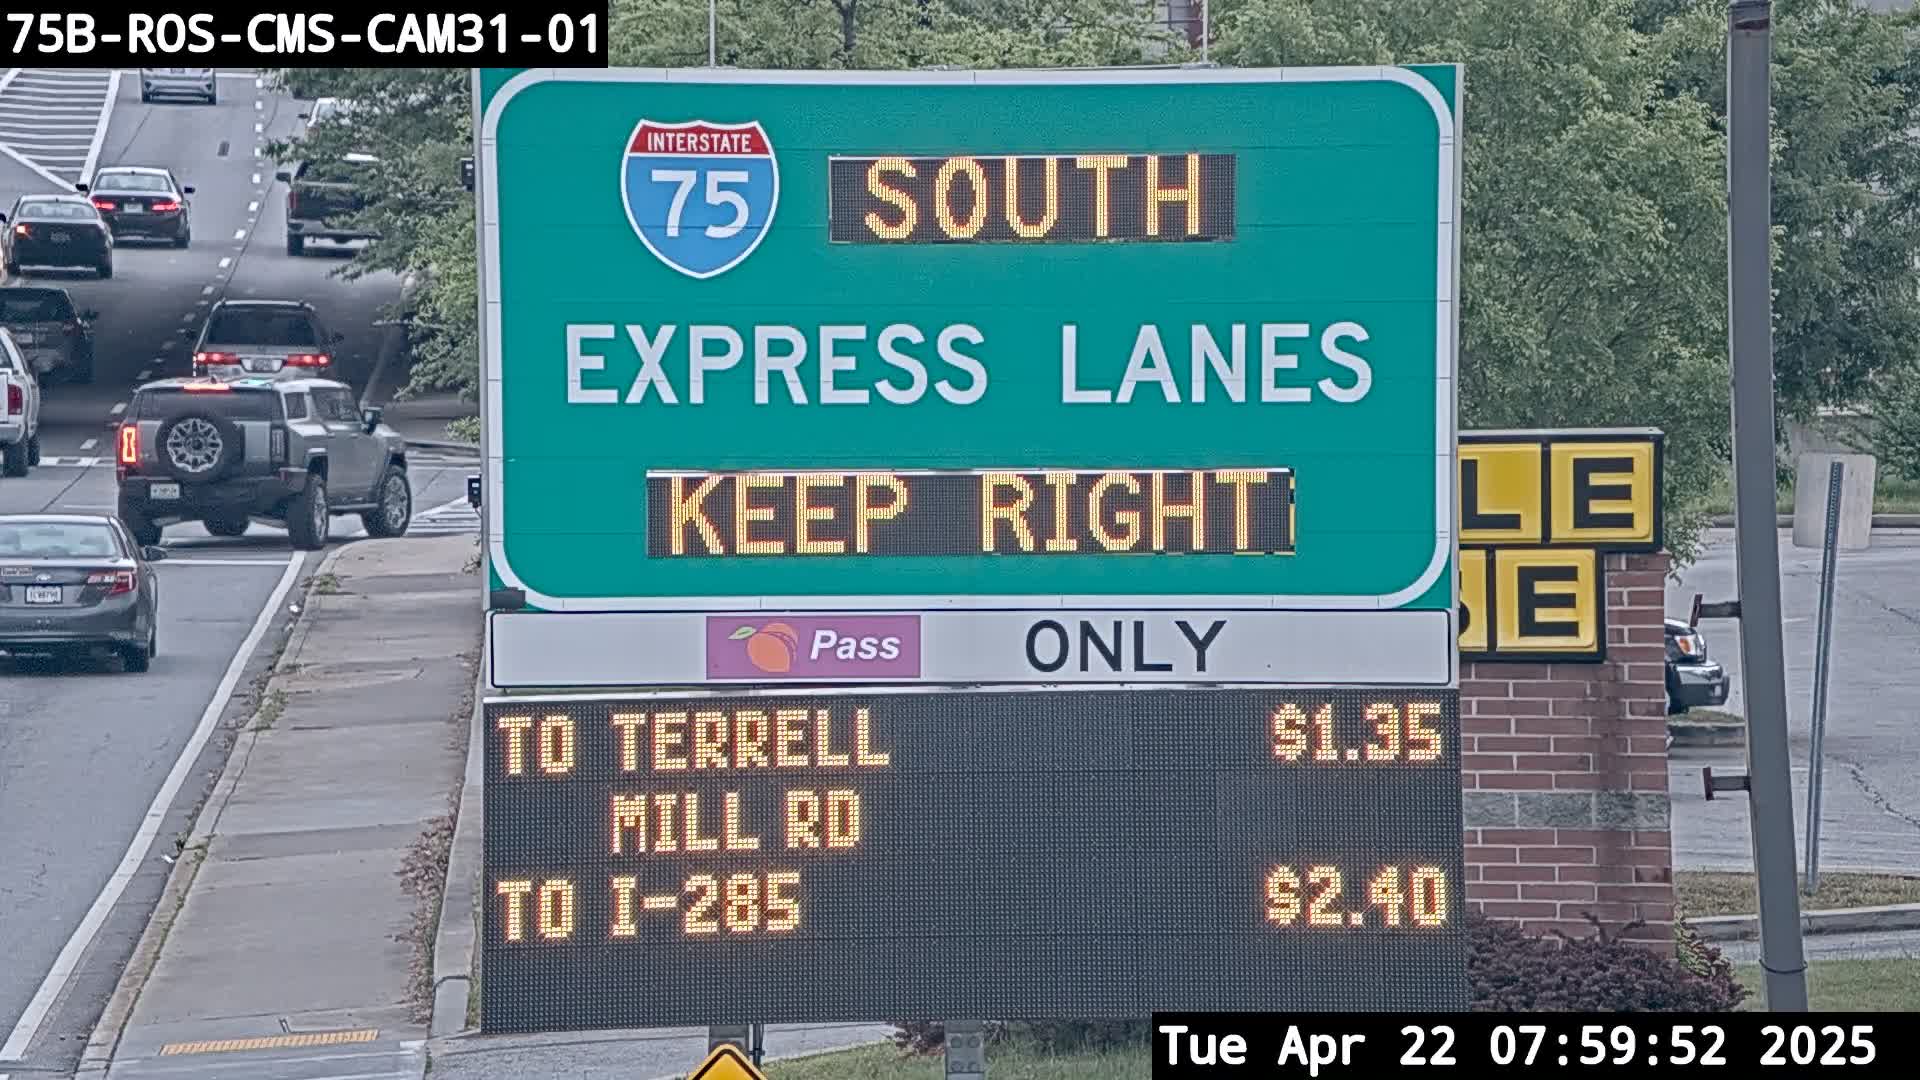 75B-ROS-CMS-CAM31-01
INTERSTATE
75
SOUTH
EXPRESS LANES
KEEP RIGHT
Pass ONLY
TO TERRELL $1.35
MILL RD
TO I-285 $2.40
LE
E
Tue Apr 22 07:59:52 2025